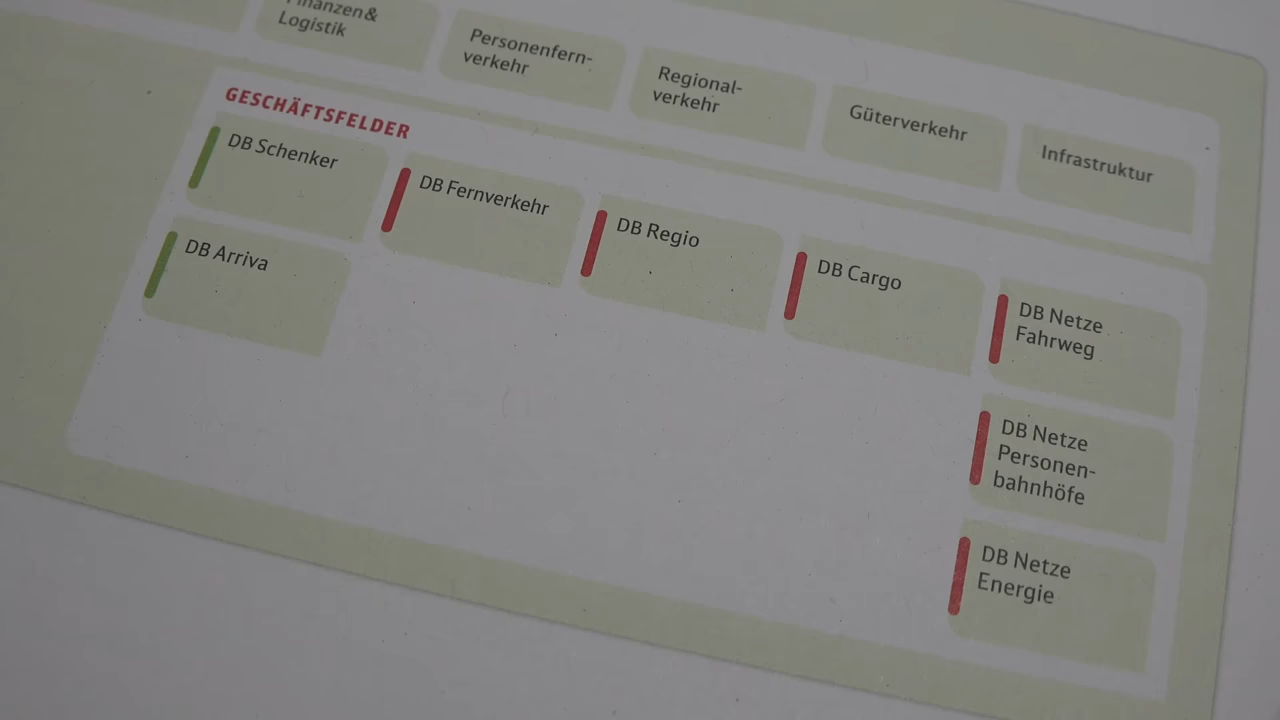 Finanzen&
Logistik
Personenfern-
verkehr
Regional-
verkehr
Güterverkehr
Infrastruktur
GESCHÄFTSFELDER
DB Schenker
DB Fernverkehr
DB Regio
DB Cargo
DB Netze
Fahrweg
DB Arriva
DB Netze
Personen-
bahnhöfe
DB Netze
Energie